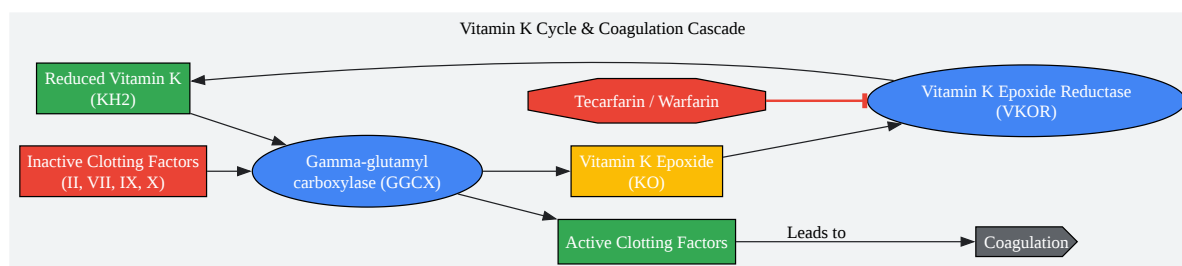 Vitamin K Cycle & Coagulation Cascade
Reduced Vitamin K
(KH2)
Tecarfarin / Warfarin
Vitamin K Epoxide Reductase
(VKOR)
Inactive Clotting Factors
(II, VII, IX, X)
Gamma-glutamyl
carboxylase (GGCX)
Vitamin K Epoxide
(KO)
Active Clotting Factors
Leads to
Coagulation